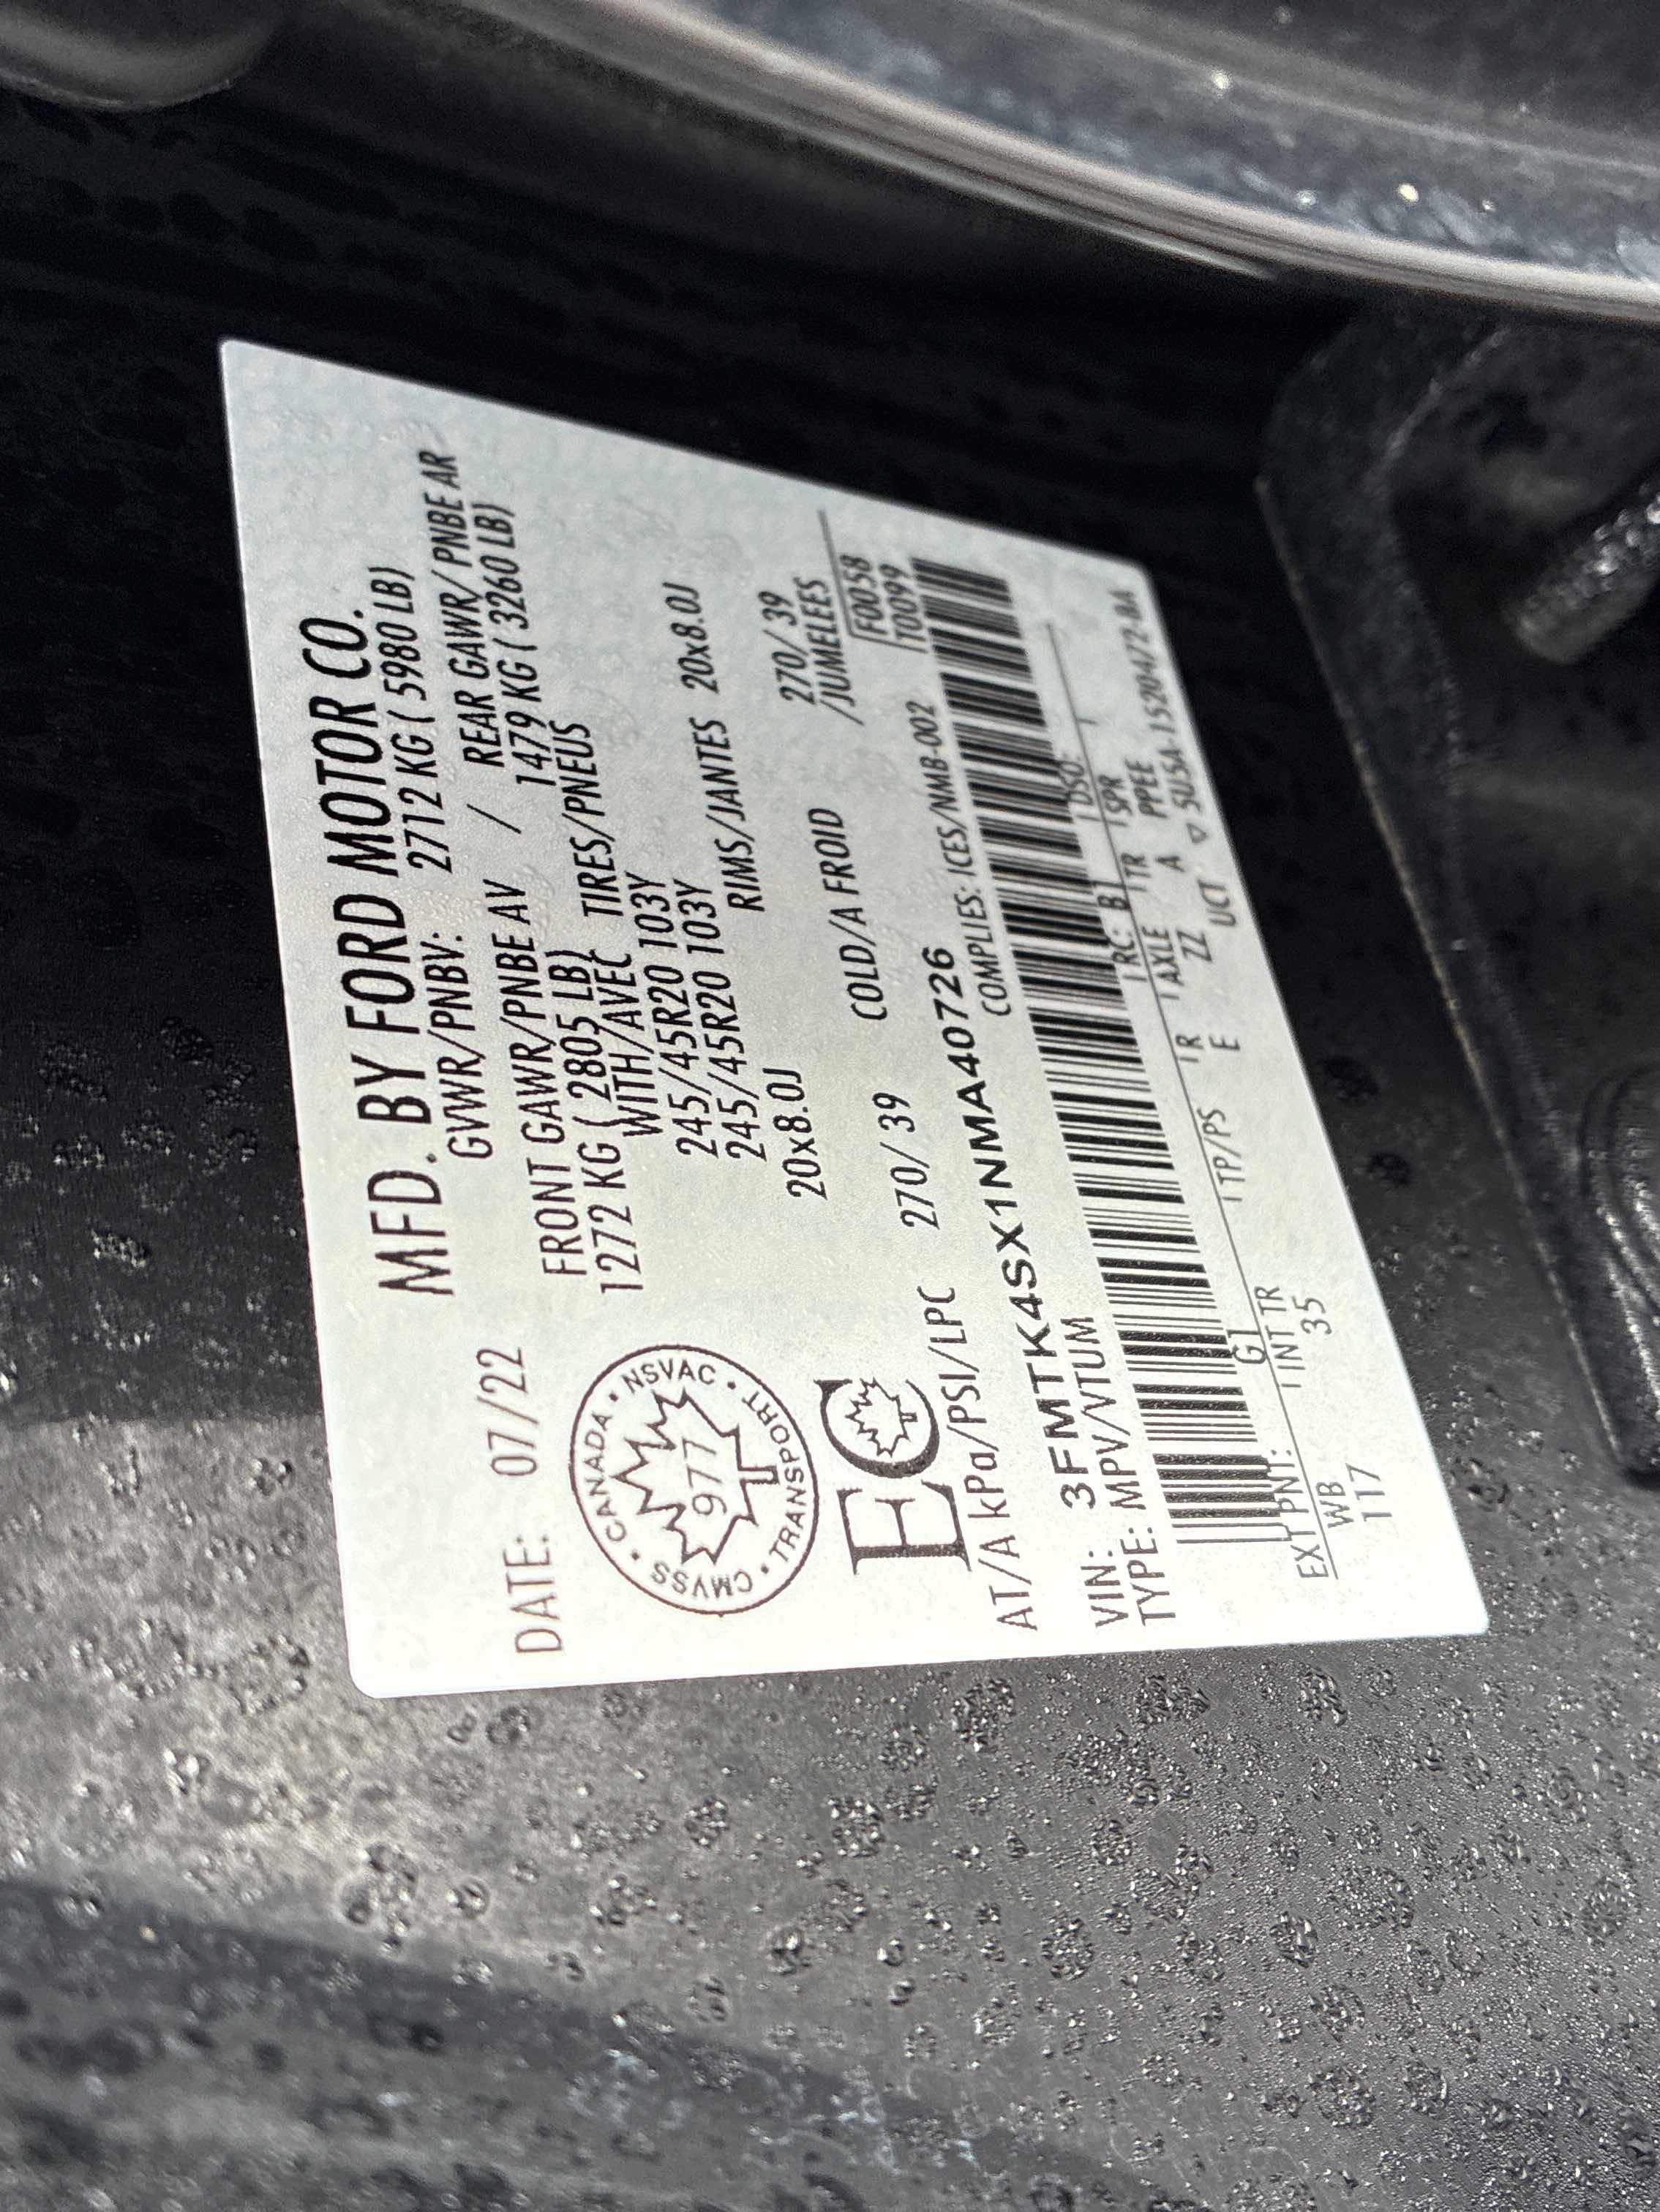 MFD. BY FORD MOTOR CO.
DATE: 07/22 GVWR/PNBV: 2712 KG ( 5980 LB)
FRONT GAWR/PNBE AV / REAR GAWR/PNBE AR
1272 KG ( 2805 LB) 1479 KG ( 3260 LB)
WITH/AVEC TIRES/PNEUS
245/45R20 103Y
245/45R20 103Y
RIMS/JANTES 20x8.0J
20x8.0J
CANADA • NSVAC • TRANSPORT • CMVSS •
977
EC
AT/A kPa/PSI/LPC 270/ 39 COLD/A FROID 270/ 39
/JUMELEES
VIN: 3FMTK4SX1NMA40726
F0058
T0099
TYPE: MPV/VTUM COMPLIES: ICES/NMB-002
EXT PNT: G1 RC: B1 DSO:
WB INT TR TP/PS R AXLE TR SPR
117 35 E ZZ A PPEE
UCT